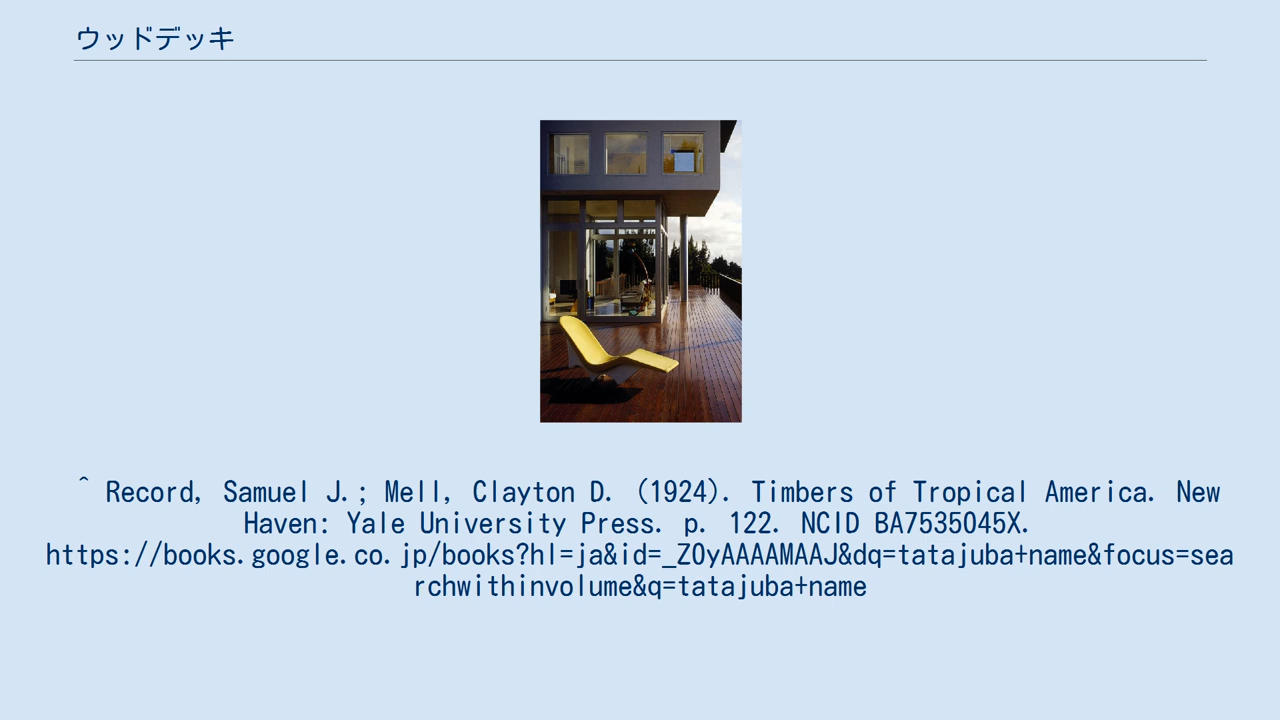 ウッドデッキ
^ Record, Samuel J.; Mell, Clayton D. (1924). Timbers of Tropical America. New
Haven: Yale University Press. p. 122. NCID BA7535045X.
https://books.google.co.jp/books?hl=ja&id=_ZOyAAAAMAAJ&dq=tatajuba+name&focus=sea
rchwithinvolume&q=tatajuba+name